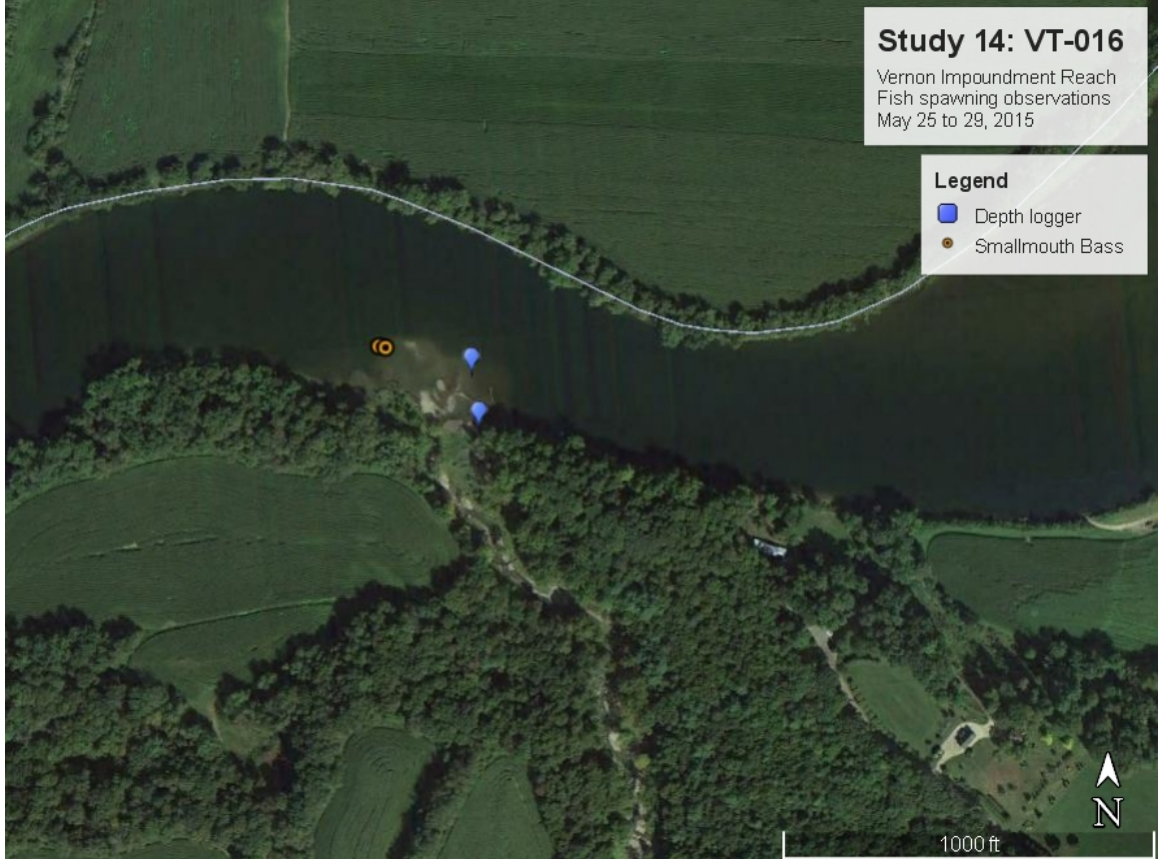 Study 14: VT-016
Vernon Impoundment Reach
Fish spawning observations
May 25 to 29, 2015
Legend
Depth logger
Smallmouth Bass
N
1000 ft